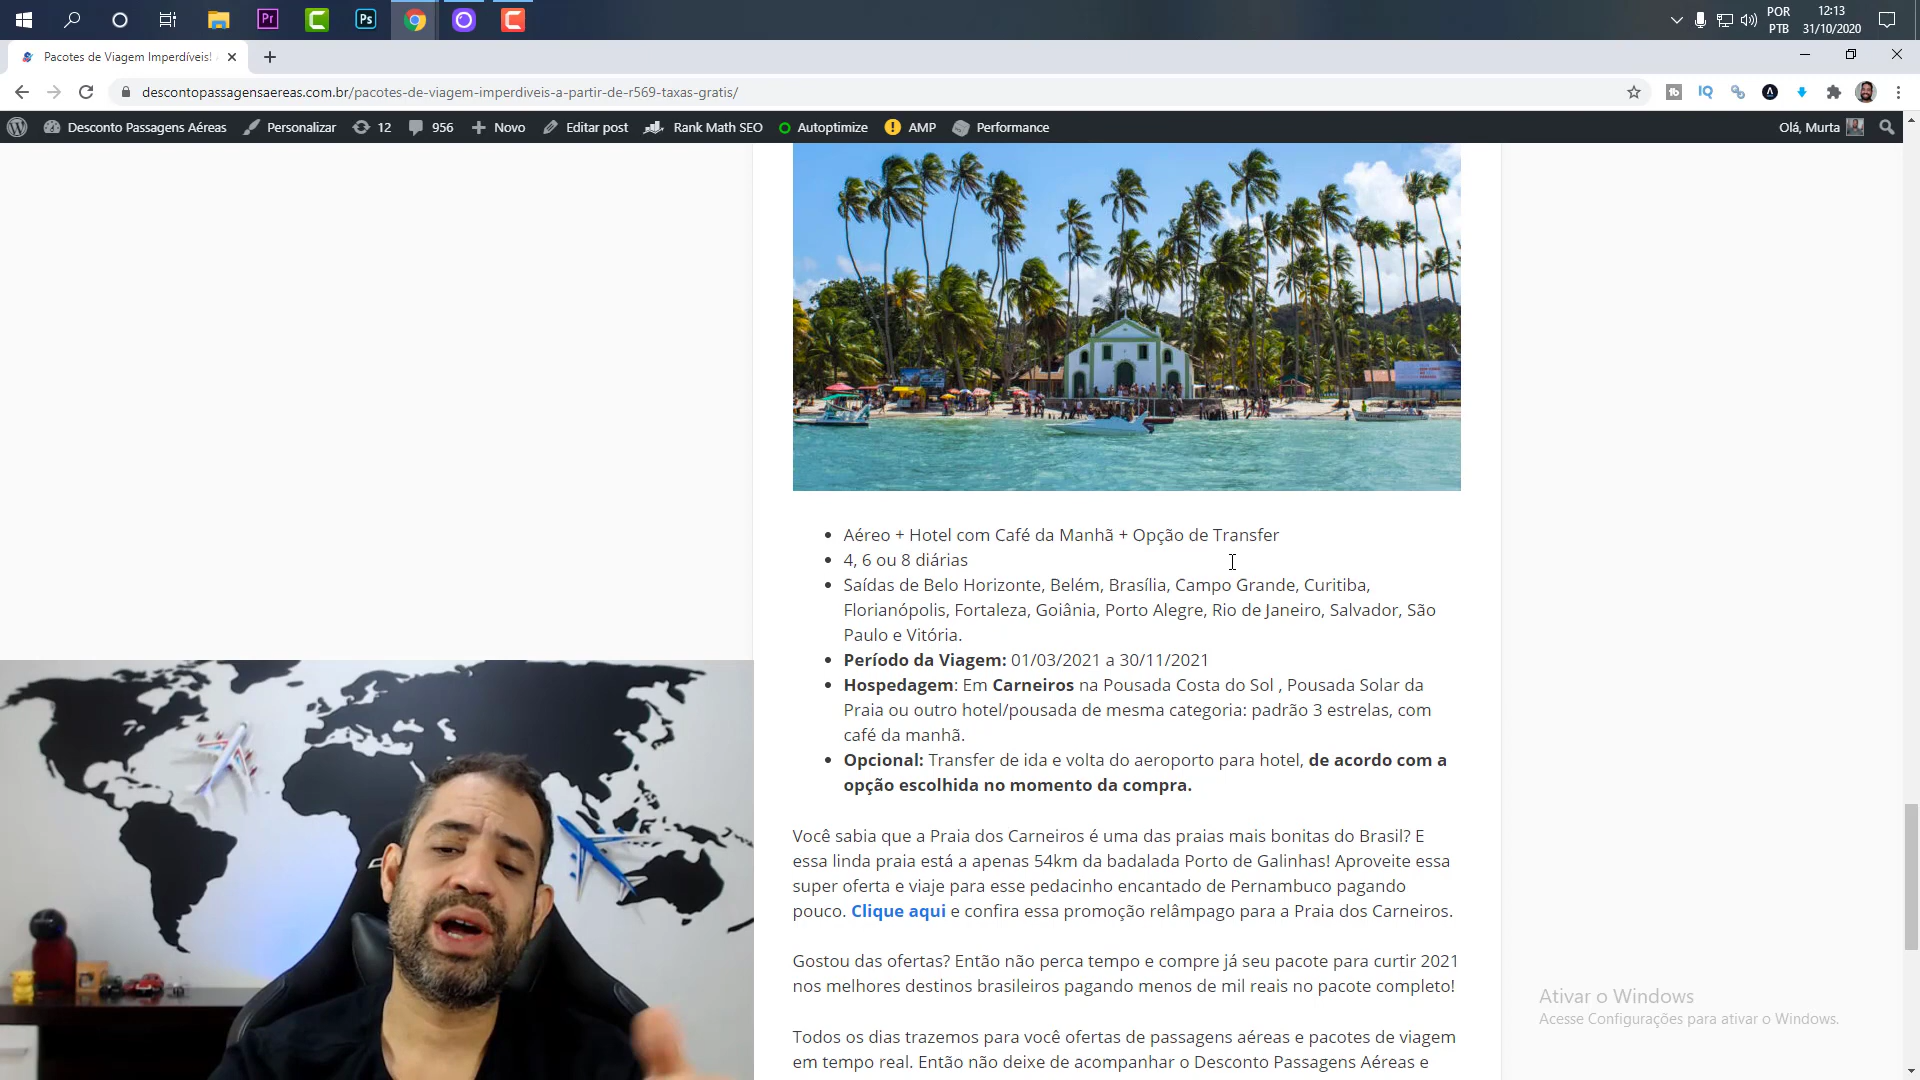 Pr
Ps
POR
PTB
12:13
31/10/2020
Pacotes de Viagem Imperdíveis!
descontopassagensaereas.com.br/pacotes-de-viagem-imperdiveis-a-partir-de-r569-taxas-gratis/
Desconto Passagens Aéreas Personalizar 12 956 Novo Editar post Rank Math SEO Autoptimize AMP Performance Olá, Murta
Aéreo + Hotel com Café da Manhã + Opção de Transfer
4, 6 ou 8 diárias
Saídas de Belo Horizonte, Belém, Brasília, Campo Grande, Curitiba,
Florianópolis, Fortaleza, Goiânia, Porto Alegre, Rio de Janeiro, Salvador, São
Paulo e Vitória.
Período da Viagem: 01/03/2021 a 30/11/2021
Hospedagem: Em Carneiros na Pousada Costa do Sol , Pousada Solar da
Praia ou outro hotel/pousada de mesma categoria: padrão 3 estrelas, com
café da manhã.
Opcional: Transfer de ida e volta do aeroporto para hotel, de acordo com a
opção escolhida no momento da compra.
Você sabia que a Praia dos Carneiros é uma das praias mais bonitas do Brasil? E
essa linda praia está a apenas 54km da badalada Porto de Galinhas! Aproveite essa
super oferta e viaje para esse pedacinho encantado de Pernambuco pagando
pouco. Clique aqui e confira essa promoção relâmpago para a Praia dos Carneiros.
Gostou das ofertas? Então não perca tempo e compre já seu pacote para curtir 2021
nos melhores destinos brasileiros pagando menos de mil reais no pacote completo!
Todos os dias trazemos para você ofertas de passagens aéreas e pacotes de viagem
em tempo real. Então não deixe de acompanhar o Desconto Passagens Aéreas e
Ativar o Windows
Acesse Configurações para ativar o Windows.